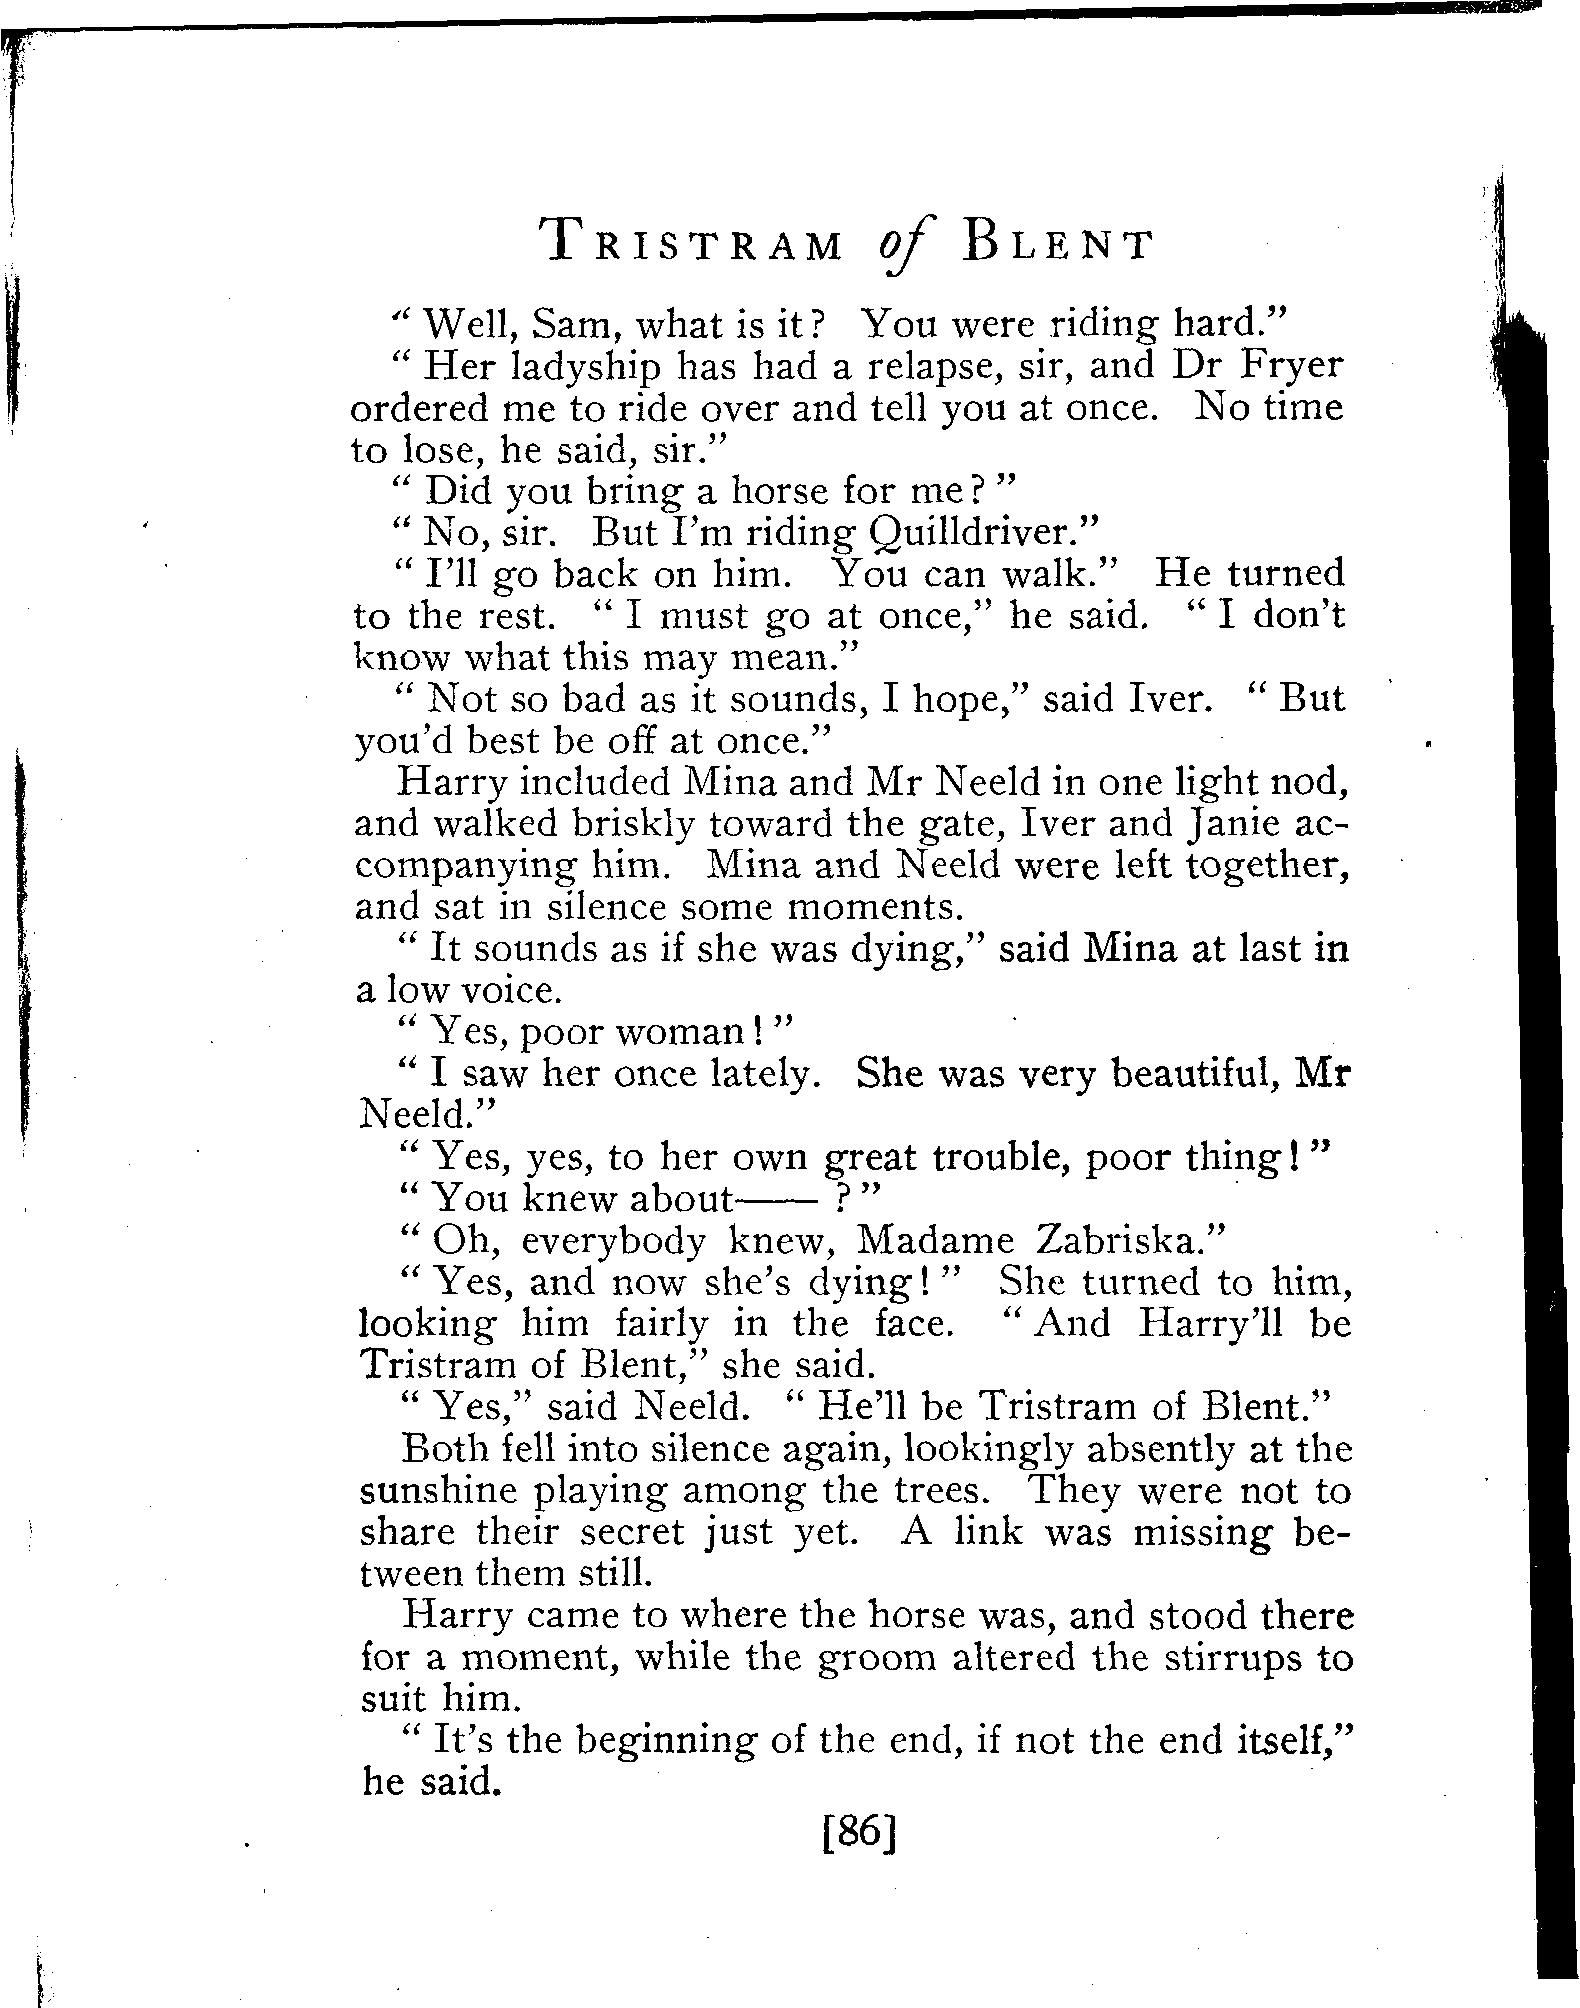 TRISTRAM of BLENT
“ Well, Sam, what is it? You were riding hard.”
“ Her ladyship has had a relapse, sir, and Dr Fryer
ordered me to ride over and tell you at once. No time
to lose, he said, sir.”
“ Did you bring a horse for me? ”
“ No, sir. But I’m riding Quilldriver.”
“ I’ll go back on him. You can walk.” He turned
to the rest. “ I must go at once,” he said. “ I don’t
know what this may mean.”
“ Not so bad as it sounds, I hope,” said Iver. “ But
you’d best be off at once.”
Harry included Mina and Mr Neeld in one light nod,
and walked briskly toward the gate, Iver and Janie ac-
companying him. Mina and Neeld were left together,
and sat in silence some moments.
“ It sounds as if she was dying,” said Mina at last in
a low voice.
“ Yes, poor woman ! ”
“ I saw her once lately. She was very beautiful, Mr
Neeld.”
“ Yes, yes, to her own great trouble, poor thing! ”
“ You knew about—— ? ”
“ Oh, everybody knew, Madame Zabriska.”
“ Yes, and now she’s dying! ” She turned to him,
looking him fairly in the face. “ And Harry’ll be
Tristram of Blent,” she said.
“ Yes,” said Neeld. “ He’ll be Tristram of Blent.”
Both fell into silence again, lookingly absently at the
sunshine playing among the trees. They were not to
share their secret just yet. A link was missing be-
tween them still.
Harry came to where the horse was, and stood there
for a moment, while the groom altered the stirrups to
suit him.
“ It’s the beginning of the end, if not the end itself,”
he said.
[86]